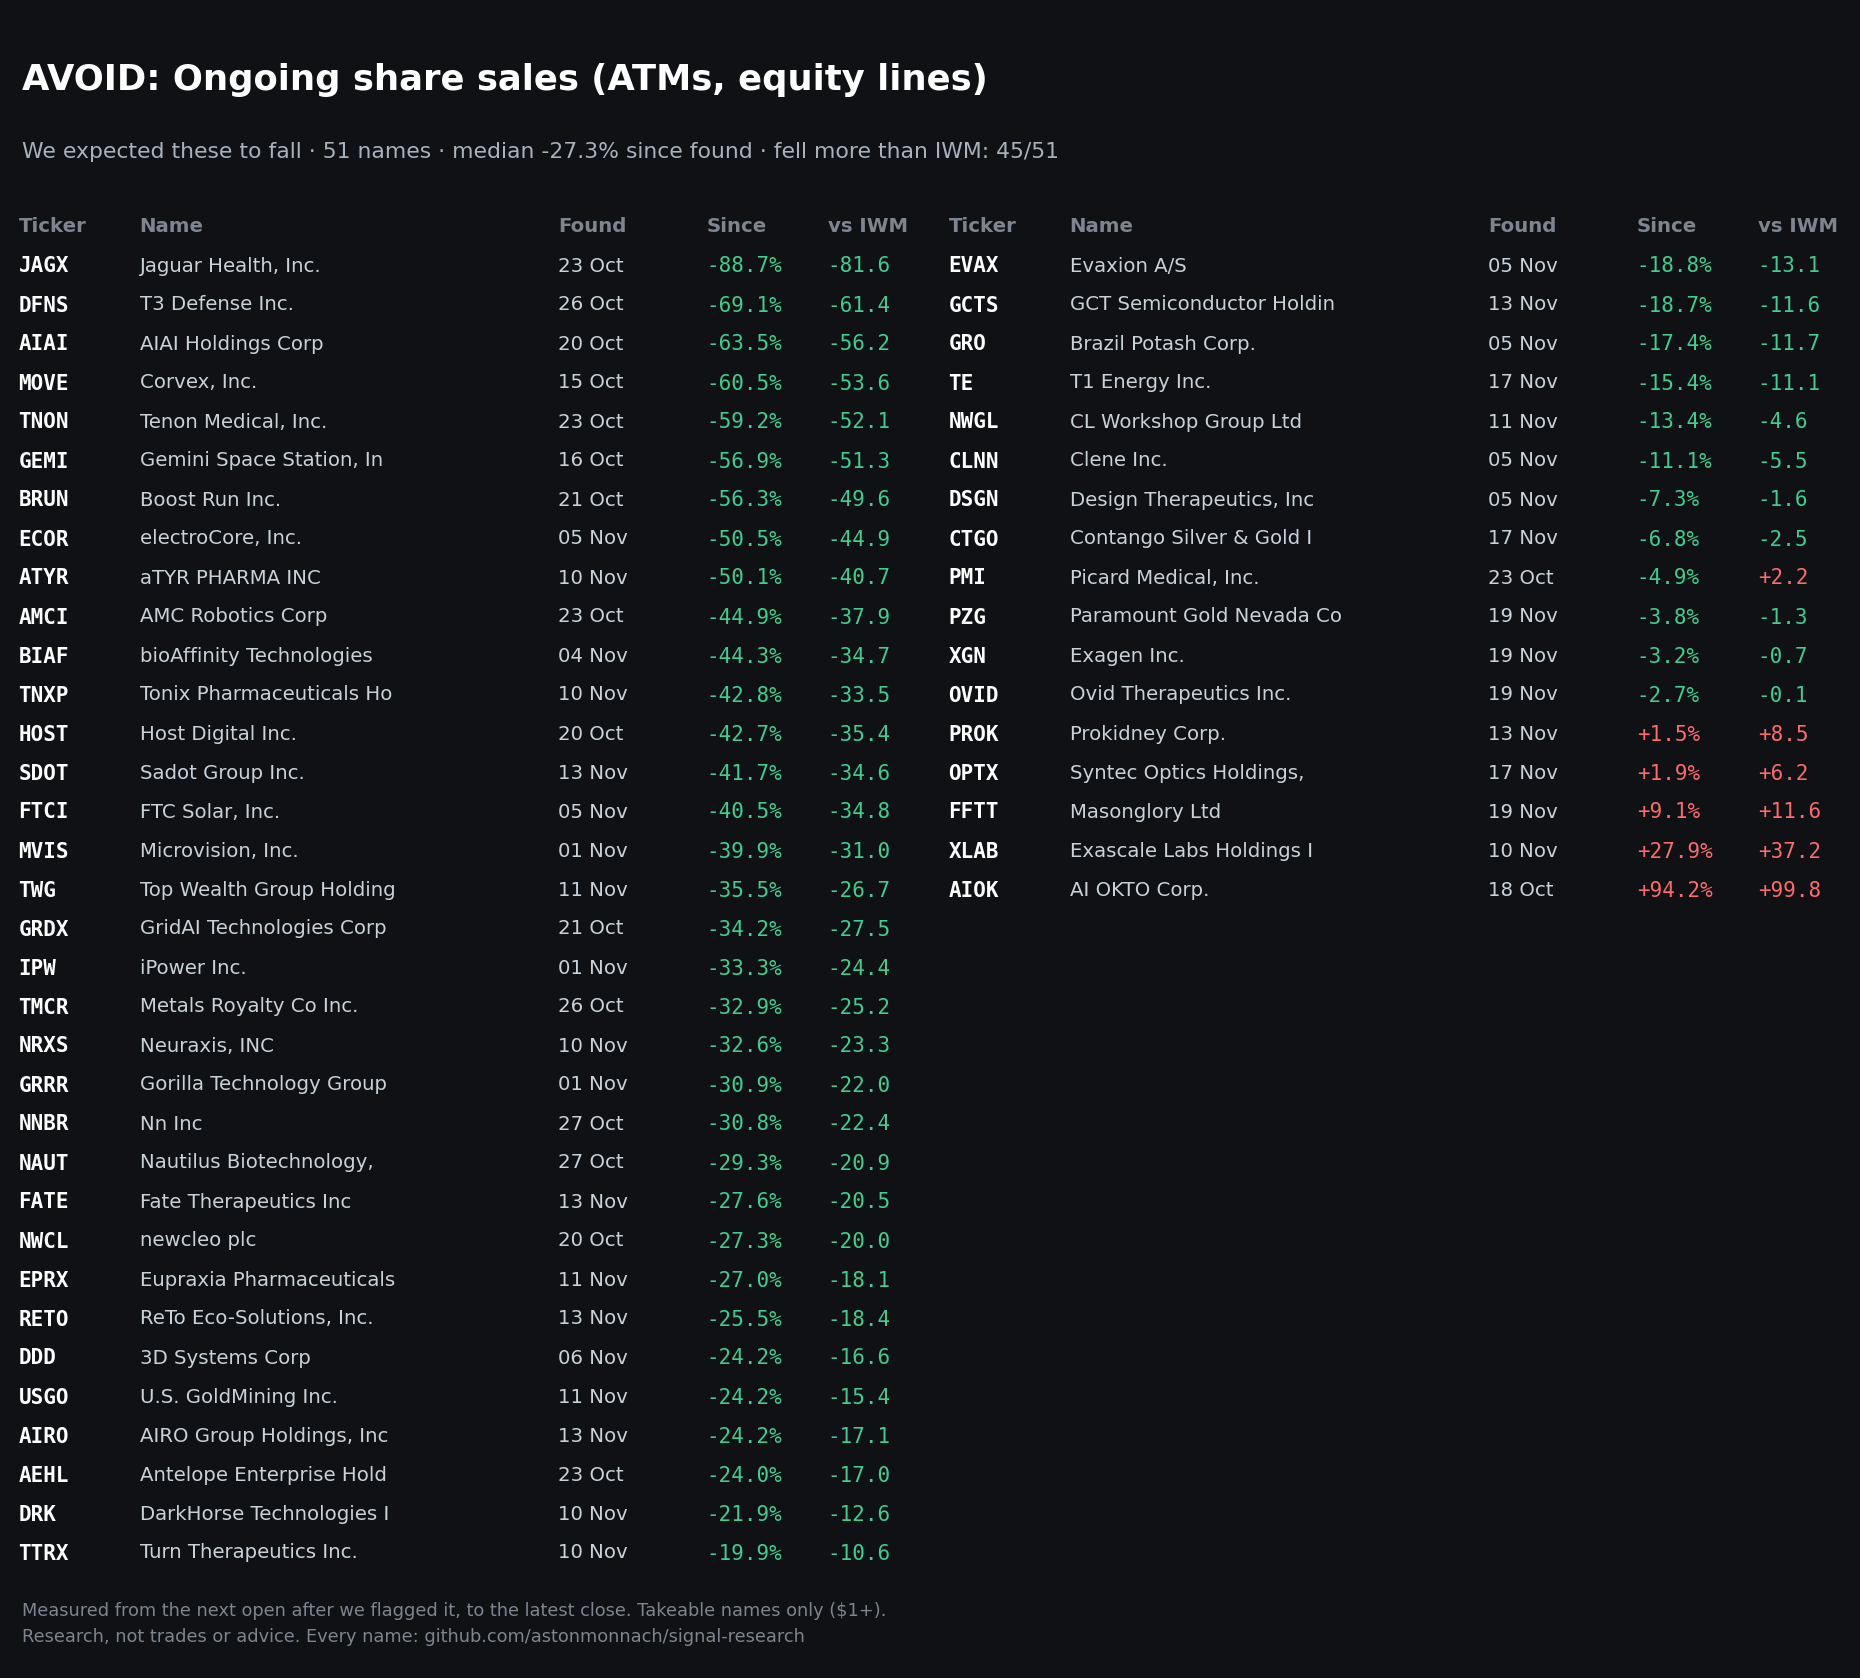 AVOID: Ongoing share sales (ATMs, equity lines)
We expected these to fall · 51 names · median -27.3% since found · fell more than IWM: 45/51
Ticker Name Found Since vs IWM Ticker Name Found Since vs IWM
JAGX Jaguar Health, Inc. 23 Oct -88.7% -81.6 EVAX Evaxion A/S 05 Nov -18.8% -13.1
DFNS T3 Defense Inc. 26 Oct -69.1% -61.4 GCTS GCT Semiconductor Holdin 13 Nov -18.7% -11.6
AIAI AIAI Holdings Corp 20 Oct -63.5% -56.2 GRO Brazil Potash Corp. 05 Nov -17.4% -11.7
MOVE Corvex, Inc. 15 Oct -60.5% -53.6 TE T1 Energy Inc. 17 Nov -15.4% -11.1
TNON Tenon Medical, Inc. 23 Oct -59.2% -52.1 NWGL CL Workshop Group Ltd 11 Nov -13.4% -4.6
GEMI Gemini Space Station, In 16 Oct -56.9% -51.3 CLNN Clene Inc. 05 Nov -11.1% -5.5
BRUN Boost Run Inc. 21 Oct -56.3% -49.6 DSGN Design Therapeutics, Inc 05 Nov -7.3% -1.6
ECOR electroCore, Inc. 05 Nov -50.5% -44.9 CTGO Contango Silver & Gold I 17 Nov -6.8% -2.5
ATYR aTYR PHARMA INC 10 Nov -50.1% -40.7 PMI Picard Medical, Inc. 23 Oct -4.9% +2.2
AMCI AMC Robotics Corp 23 Oct -44.9% -37.9 PZG Paramount Gold Nevada Co 19 Nov -3.8% -1.3
BIAF bioAffinity Technologies 04 Nov -44.3% -34.7 XGN Exagen Inc. 19 Nov -3.2% -0.7
TNXP Tonix Pharmaceuticals Ho 10 Nov -42.8% -33.5 OVID Ovid Therapeutics Inc. 19 Nov -2.7% -0.1
HOST Host Digital Inc. 20 Oct -42.7% -35.4 PROK Prokidney Corp. 13 Nov +1.5% +8.5
SDOT Sadot Group Inc. 13 Nov -41.7% -34.6 OPTX Syntec Optics Holdings, 17 Nov +1.9% +6.2
FTCI FTC Solar, Inc. 05 Nov -40.5% -34.8 FFTT Masonglory Ltd 19 Nov +9.1% +11.6
MVIS Microvision, Inc. 01 Nov -39.9% -31.0 XLAB Exascale Labs Holdings I 10 Nov +27.9% +37.2
TWG Top Wealth Group Holding 11 Nov -35.5% -26.7 AIOK AI OKTO Corp. 18 Oct +94.2% +99.8
GRDX GridAI Technologies Corp 21 Oct -34.2% -27.5
IPW iPower Inc. 01 Nov -33.3% -24.4
TMCR Metals Royalty Co Inc. 26 Oct -32.9% -25.2
NRXS Neuraxis, INC 10 Nov -32.6% -23.3
GRRR Gorilla Technology Group 01 Nov -30.9% -22.0
NNBR Nn Inc 27 Oct -30.8% -22.4
NAUT Nautilus Biotechnology, 27 Oct -29.3% -20.9
FATE Fate Therapeutics Inc 13 Nov -27.6% -20.5
NWCL newcleo plc 20 Oct -27.3% -20.0
EPRX Eupraxia Pharmaceuticals 11 Nov -27.0% -18.1
RETO ReTo Eco-Solutions, Inc. 13 Nov -25.5% -18.4
DDD 3D Systems Corp 06 Nov -24.2% -16.6
USGO U.S. GoldMining Inc. 11 Nov -24.2% -15.4
AIRO AIRO Group Holdings, Inc 13 Nov -24.2% -17.1
AEHL Antelope Enterprise Hold 23 Oct -24.0% -17.0
DRK DarkHorse Technologies I 10 Nov -21.9% -12.6
TTRX Turn Therapeutics Inc. 10 Nov -19.9% -10.6
Measured from the next open after we flagged it, to the latest close. Takeable names only ($1+).
Research, not trades or advice. Every name: github.com/astonmonnach/signal-research